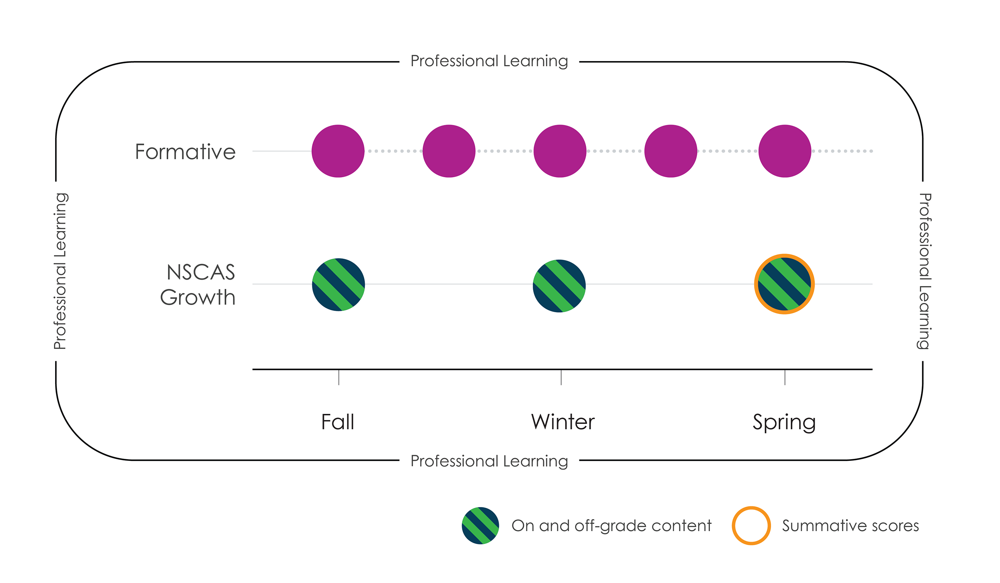 Professional Learning
Formative
Professional Learning
Professional Learning
NSCAS
Growth
Fall
Winter
Spring
Professional Learning
On and off-grade content
Summative scores